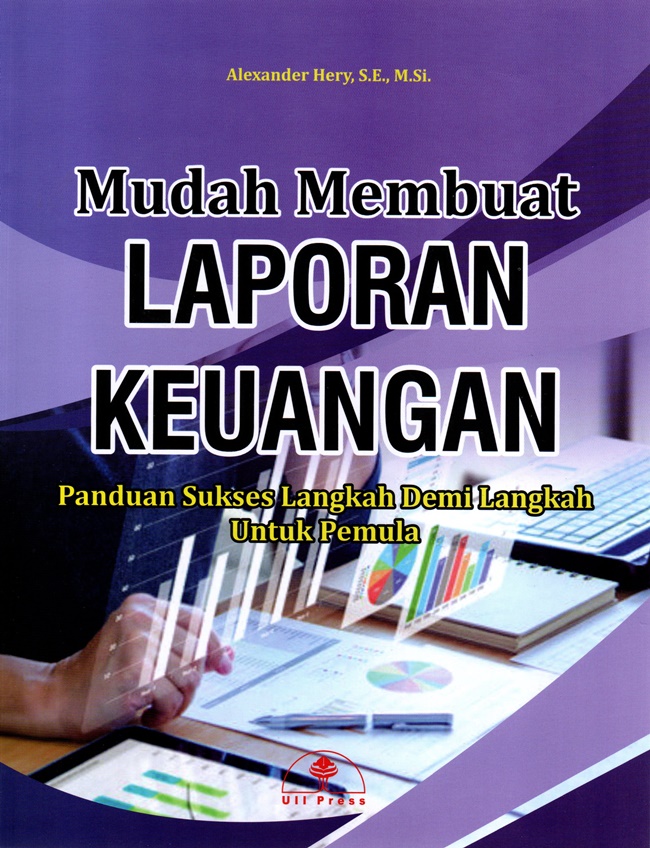 Alexander Hery, S.E., M.Si.
Mudah Membuat
LAPORAN
KEUANGAN
Panduan Sukses Langkah Demi Langkah
Untuk Pemula
UII Press